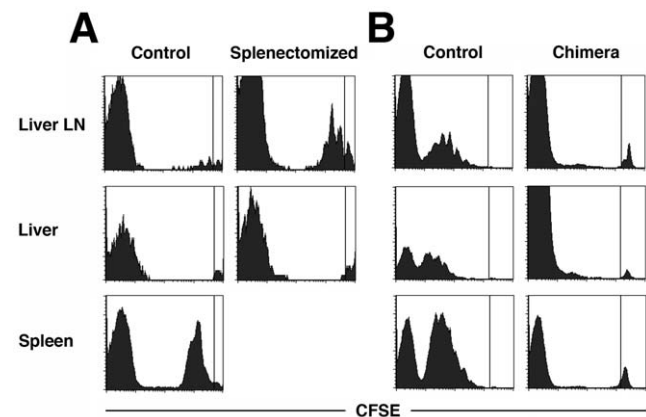 A B
Control Splenectomized Control Chimera
Liver LN
Liver
Spleen
CFSE